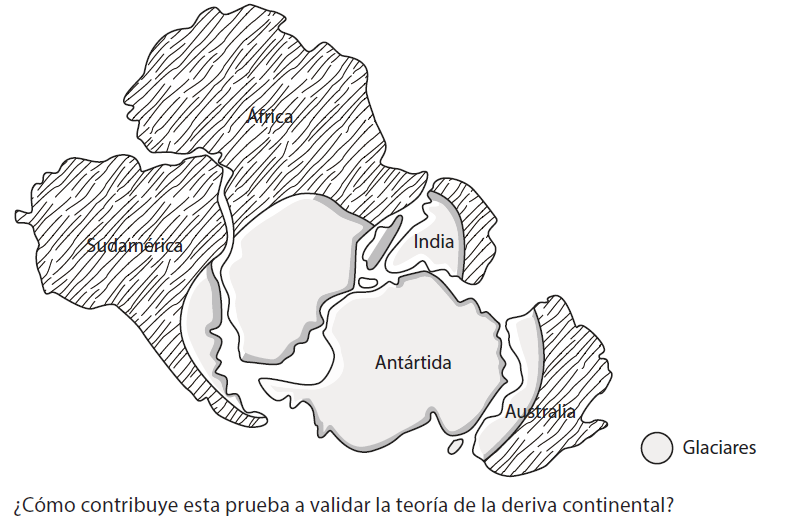 África
Sudamérica
India
Antártida
Australia
Glaciares
¿Cómo contribuye esta prueba a validar la teoría de la deriva continental?